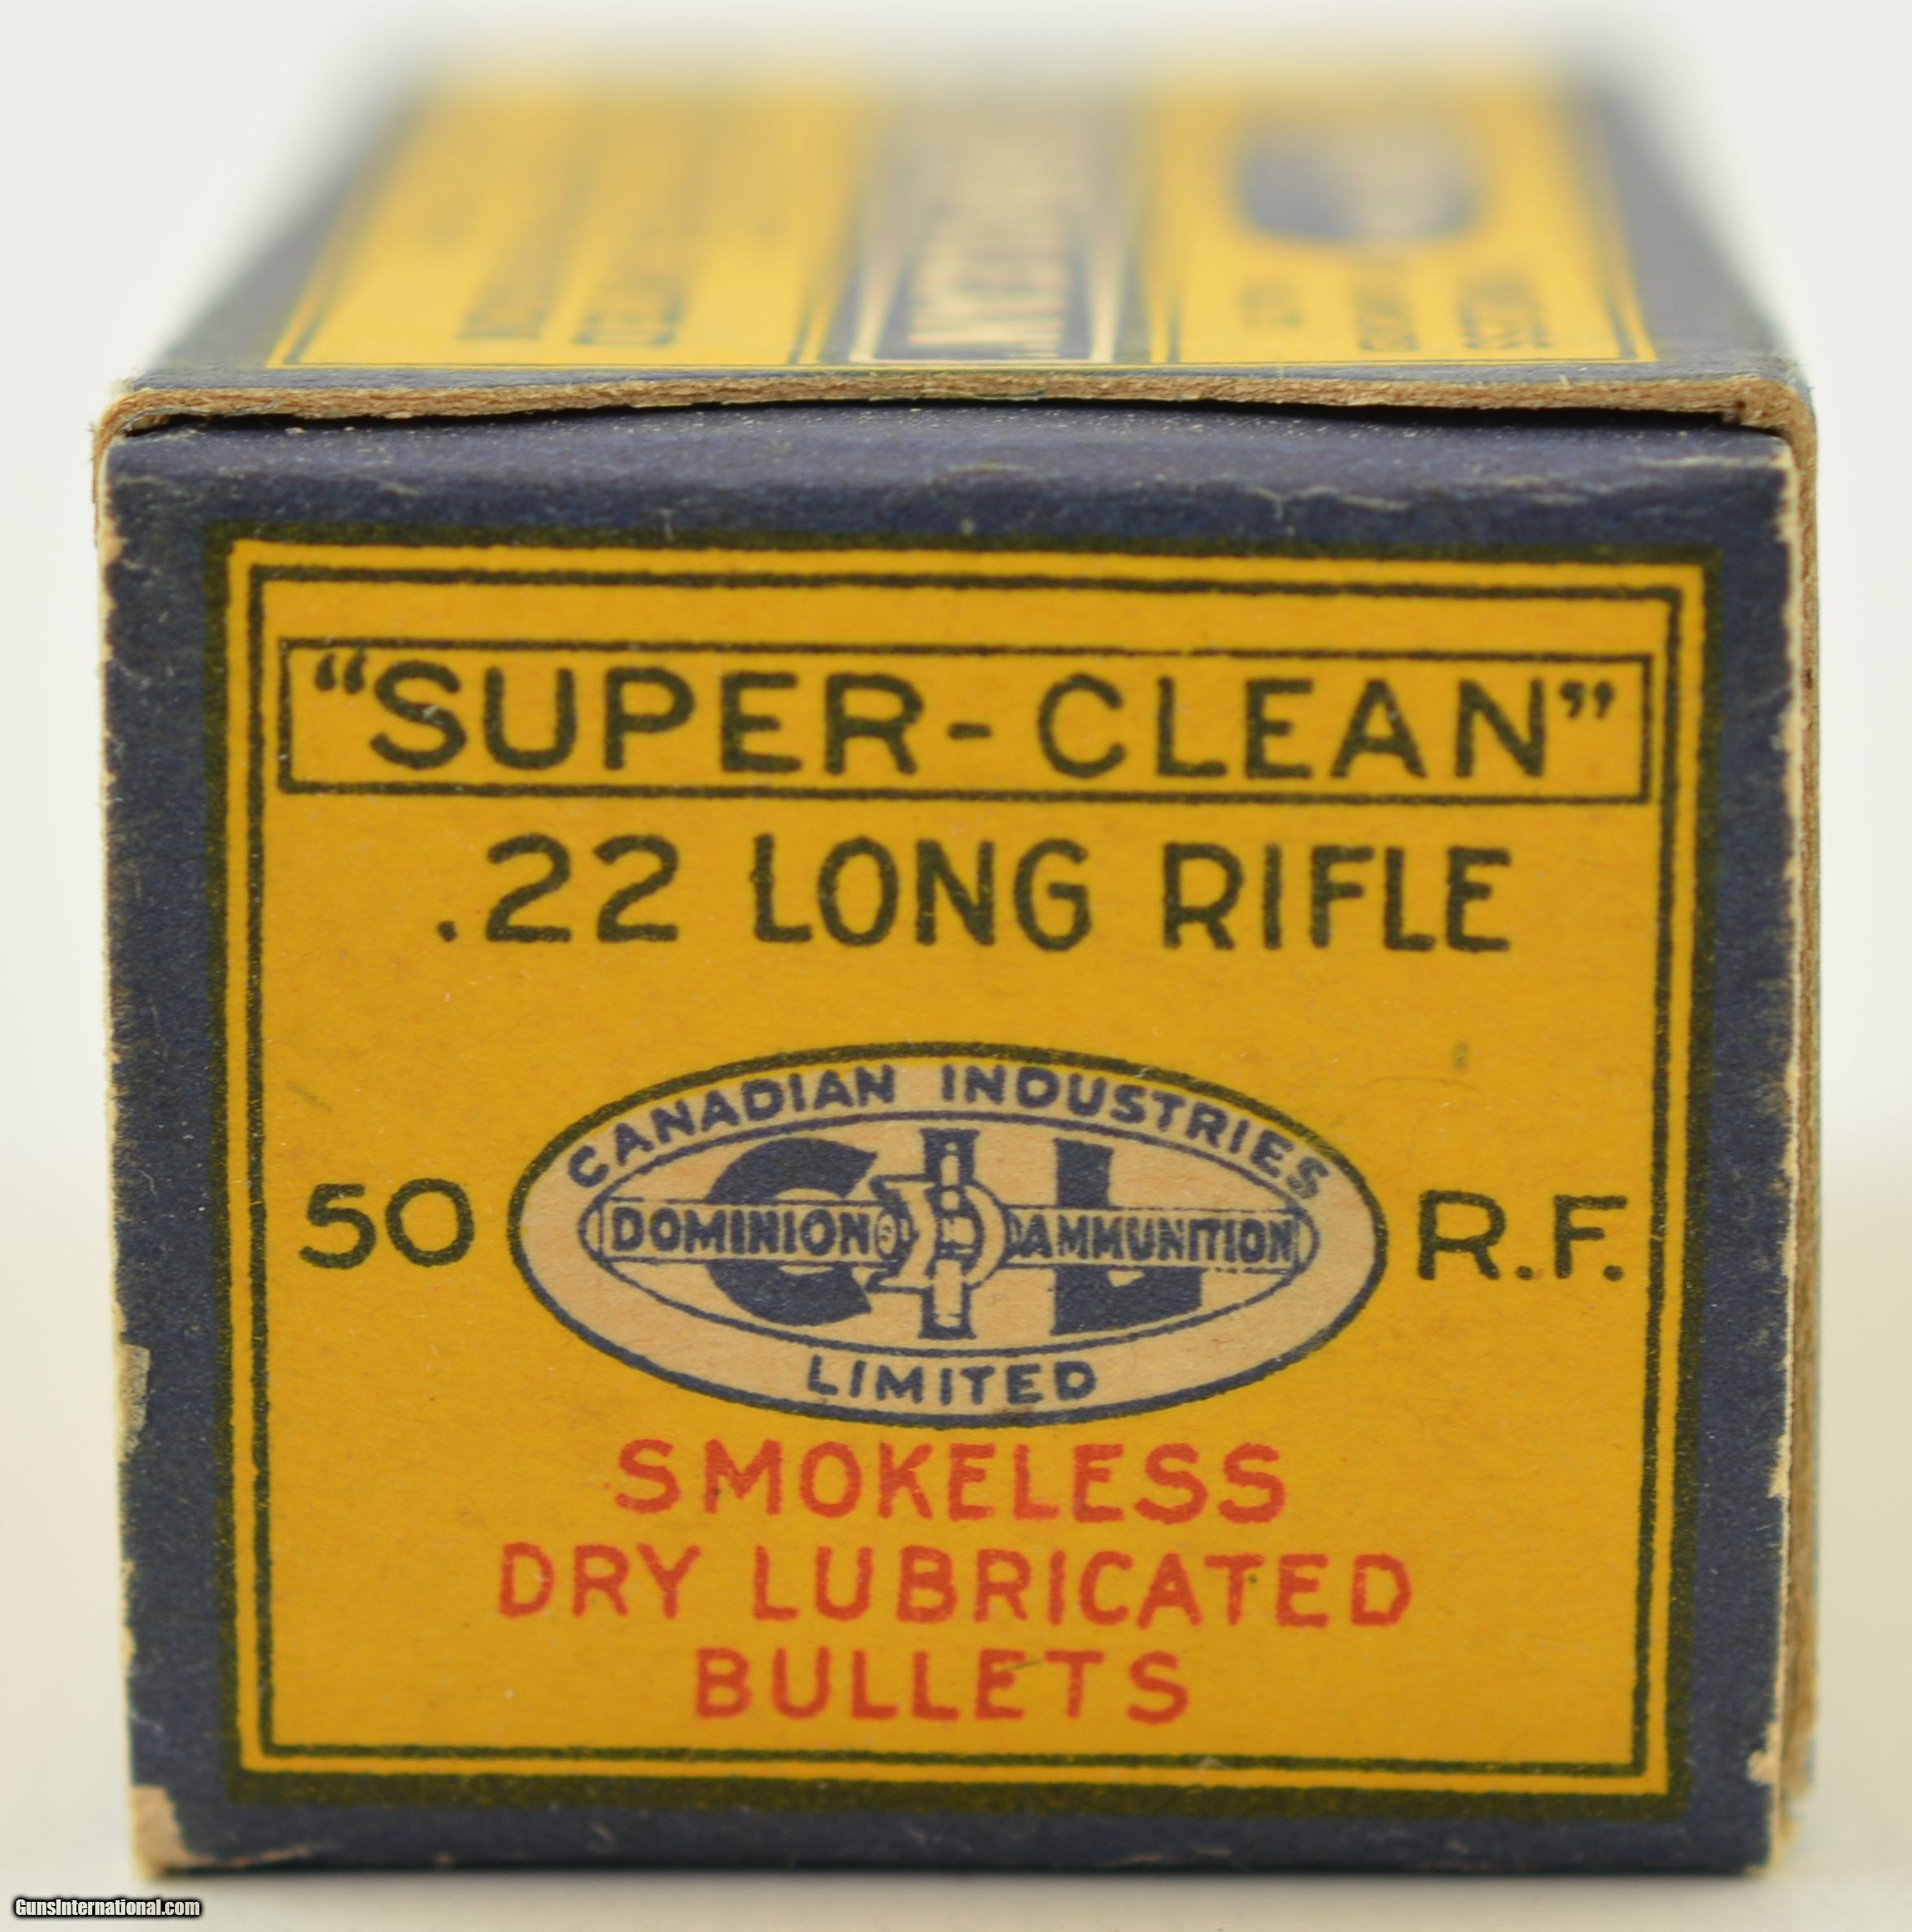 "SUPER-CLEAN"
.22 LONG RIFLE
CANADIAN INDUSTRIES
50
C I L
R.F.
DOMINION AMMUNITION
LIMITED
SMOKELESS
DRY LUBRICATED
BULLETS
GunsInternational.com